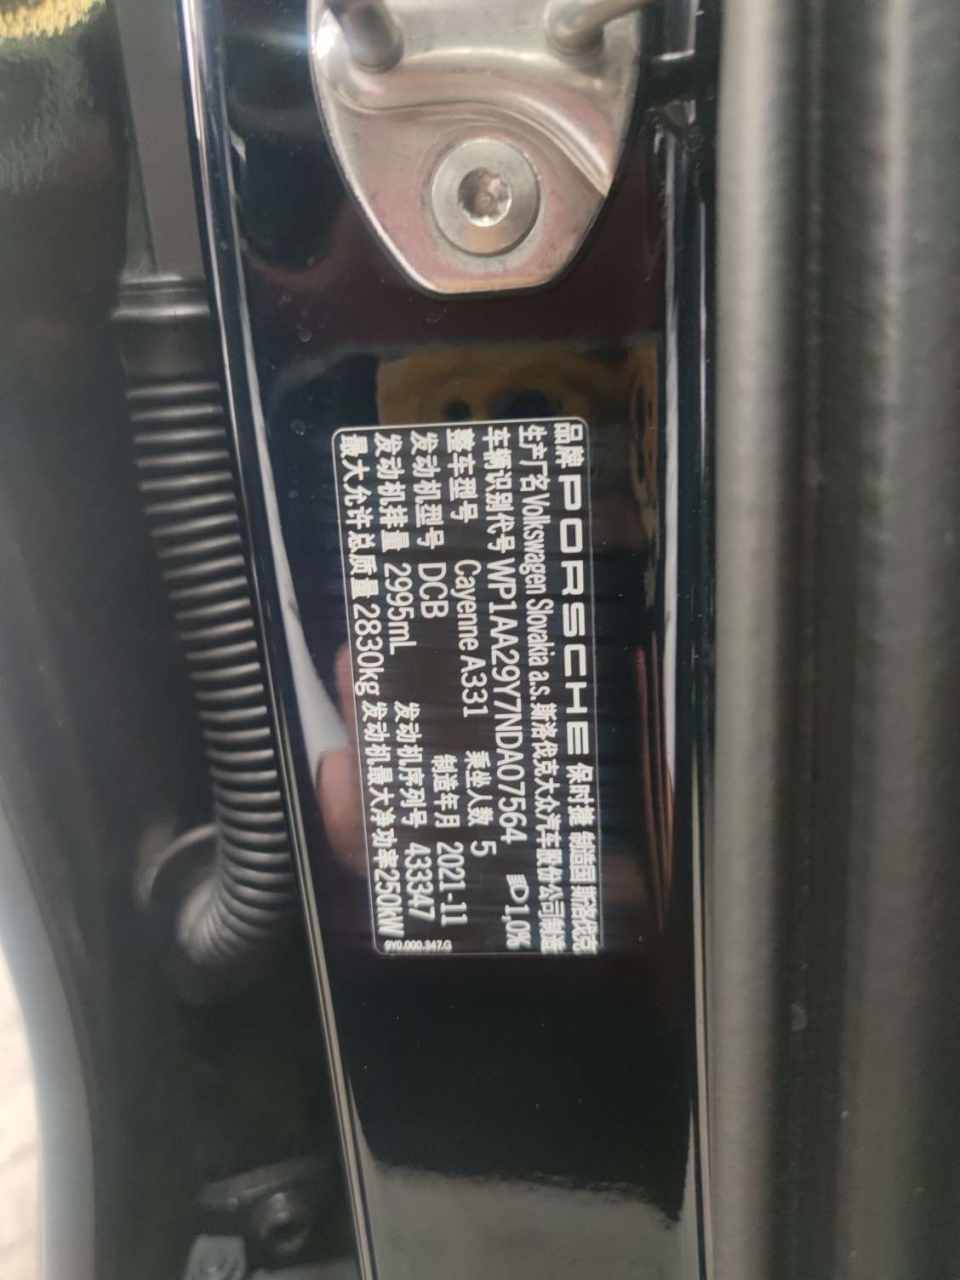 品牌 PORSCHE 保时捷 制造国 斯洛伐克
生产厂名 Volkswagen Slovakia a.s.斯洛伐克大众汽车股份公司制造
车辆识别代号 WP1AA29Y7NDA07564 1,0%
整车型号 Cayenne A331 乘坐人数 5
发动机型号 DCB 制造年月 2021-11
发动机排量 2995mL 发动机序列号 433347
最大允许总质量 2830kg 发动机最大净功率250kW
9Y0.000.347.G